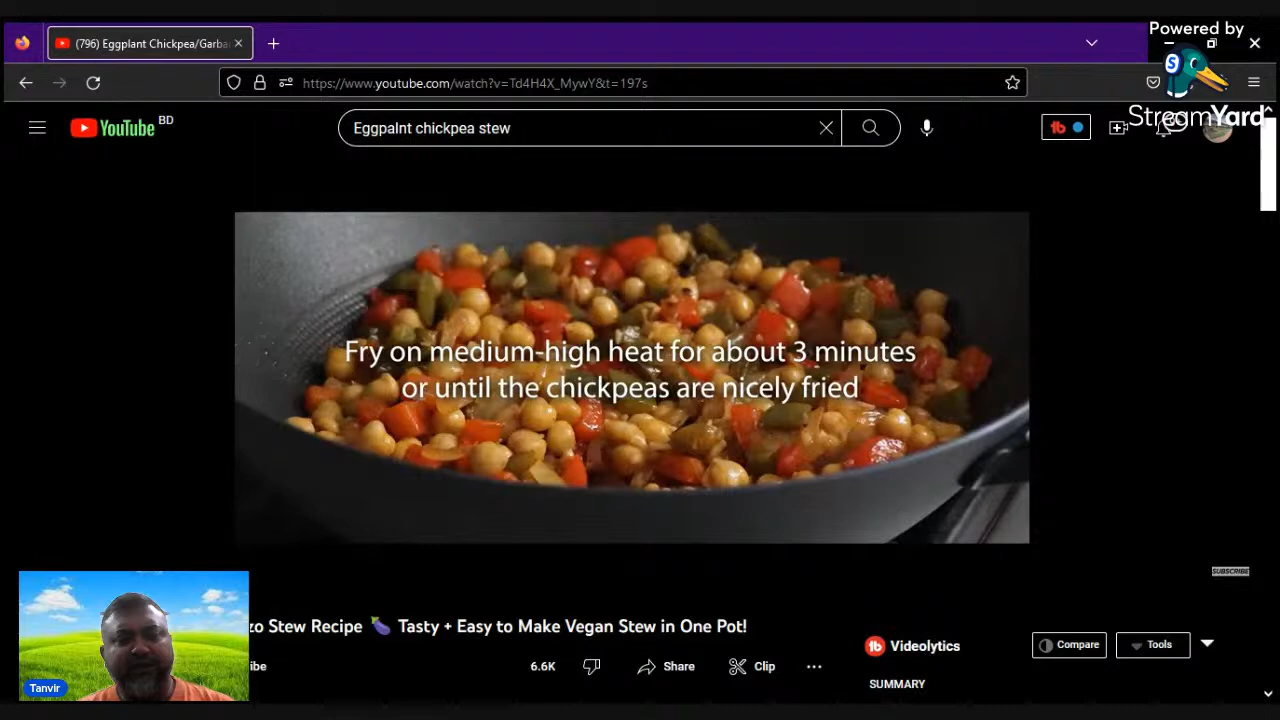 Powered by
StreamYard
(796) Eggplant Chickpea/Garba
https://www.youtube.com/watch?v=Td4H4X_MywY&t=197s
YouTube BD
Eggpalnt chickpea stew
Fry on medium-high heat for about 3 minutes
or until the chickpeas are nicely fried
SUBSCRIBE
zo Stew Recipe 🍆 Tasty + Easy to Make Vegan Stew in One Pot!
ibe
6.6K
Share
Clip
Videolytics
Compare
Tools
SUMMARY
Tanvir